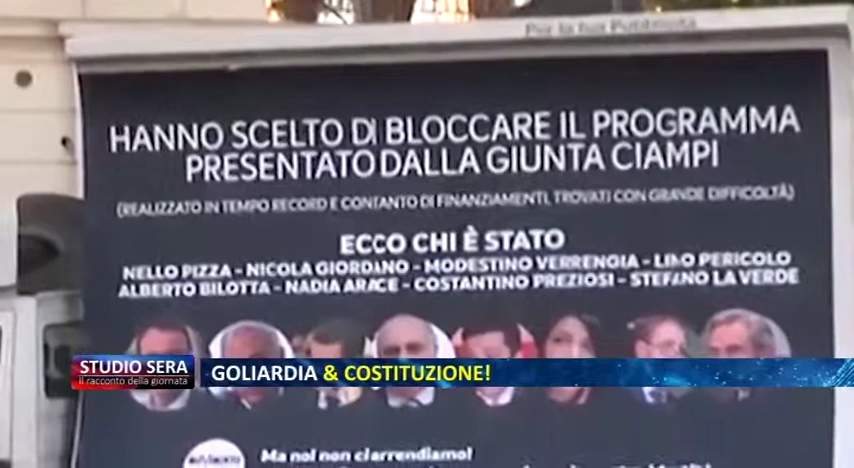 Per la tua Pubblicità
HANNO SCELTO DI BLOCCARE IL PROGRAMMA
PRESENTATO DALLA GIUNTA CIAMPI
(REALIZZATO IN TEMPO RECORD E CON TANTO DI FINANZIAMENTI, TROVATI CON GRANDE DIFFICOLTÀ)
ECCO CHI È STATO
NELLO PIZZA - NICOLA GIORDANO - MODESTINO VERRENGIA - LINO PERICOLO
ALBERTO BILOTTA - NADIA ARACE - COSTANTINO PREZIOSI - STEFANO LA VERDE
STUDIO SERA
il racconto della giornata
GOLIARDIA & COSTITUZIONE!
Ma noi non ci arrendiamo!